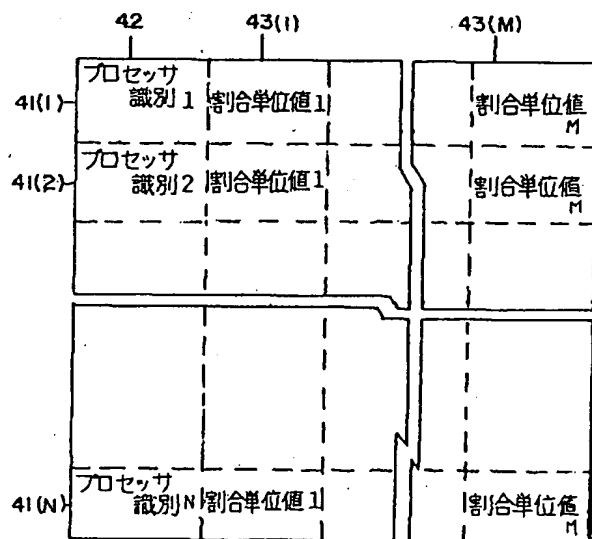 42 43(1) 43(M)
41(1) プロセッサ
識別 1 割合単位値 1 割合単位値
M
41(2) プロセッサ
識別 2 割合単位値 1 割合単位値
M
41(N) プロセッサ
識別 N 割合単位値 1 割合単位値
M